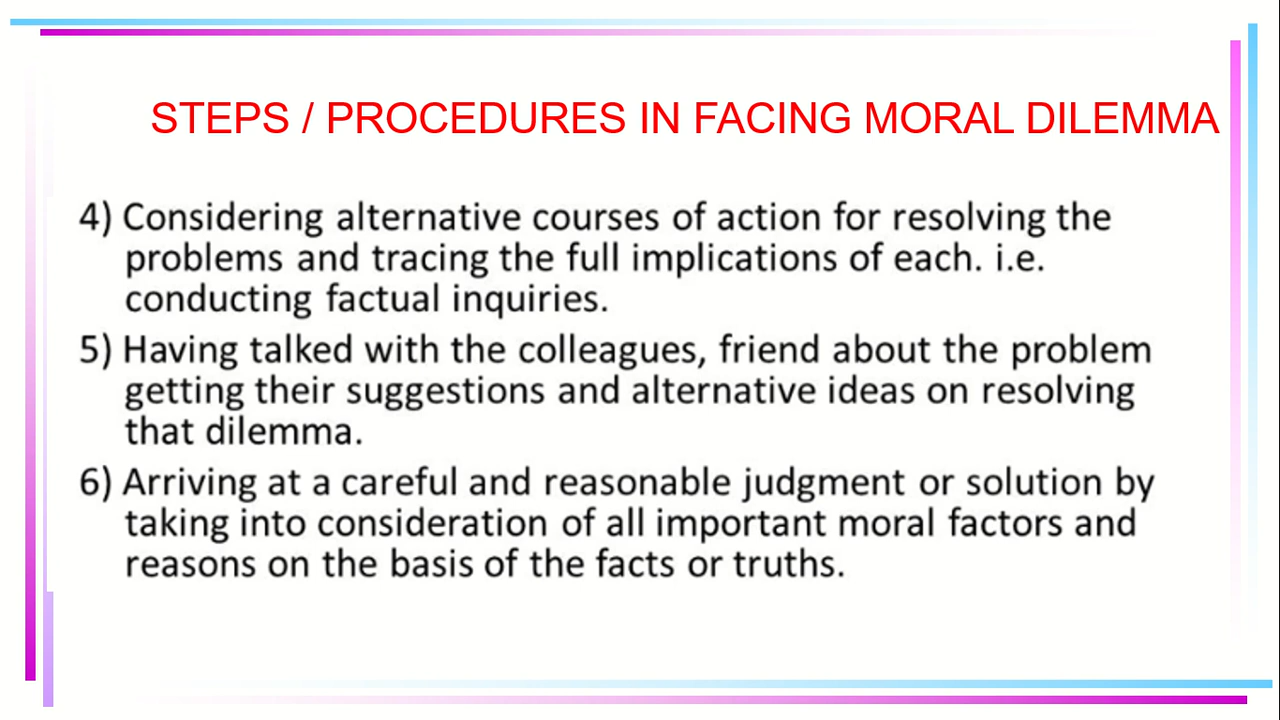 STEPS / PROCEDURES IN FACING MORAL DILEMMA
4) Considering alternative courses of action for resolving the
problems and tracing the full implications of each. i.e.
conducting factual inquiries.
5) Having talked with the colleagues, friend about the problem
getting their suggestions and alternative ideas on resolving
that dilemma.
6) Arriving at a careful and reasonable judgment or solution by
taking into consideration of all important moral factors and
reasons on the basis of the facts or truths.